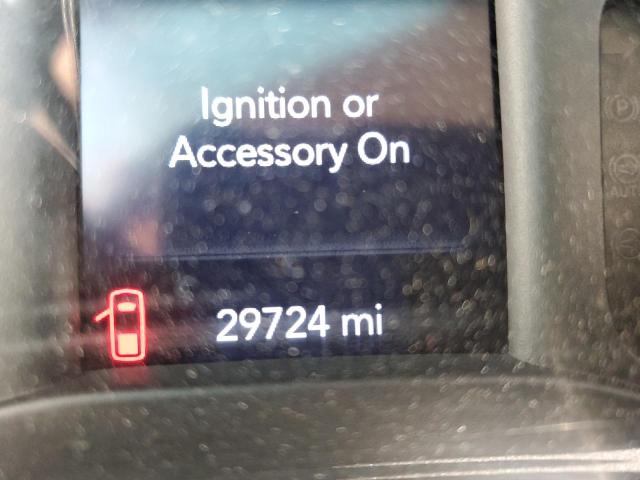 Ignition or
Accessory On
29724 mi